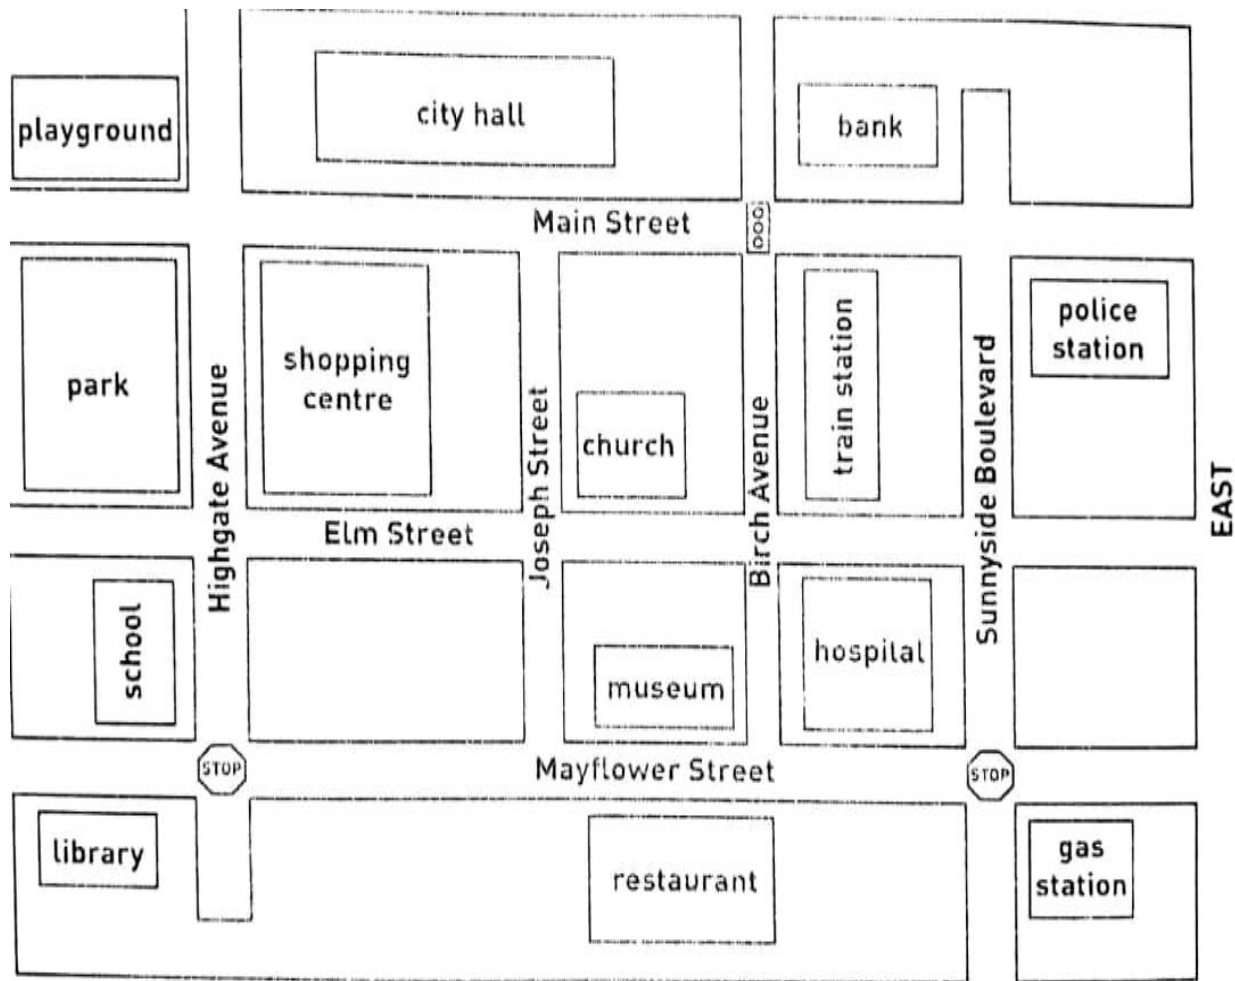 playground
city hall
bank
Main Street
000
park
shopping
centre
church
train station
police
station
Highgate Avenue
Joseph Street
Birch Avenue
Sunnyside Boulevard
EAST
Elm Street
school
museum
hospital
STOP
Mayflower Street
STOP
library
restaurant
gas
station